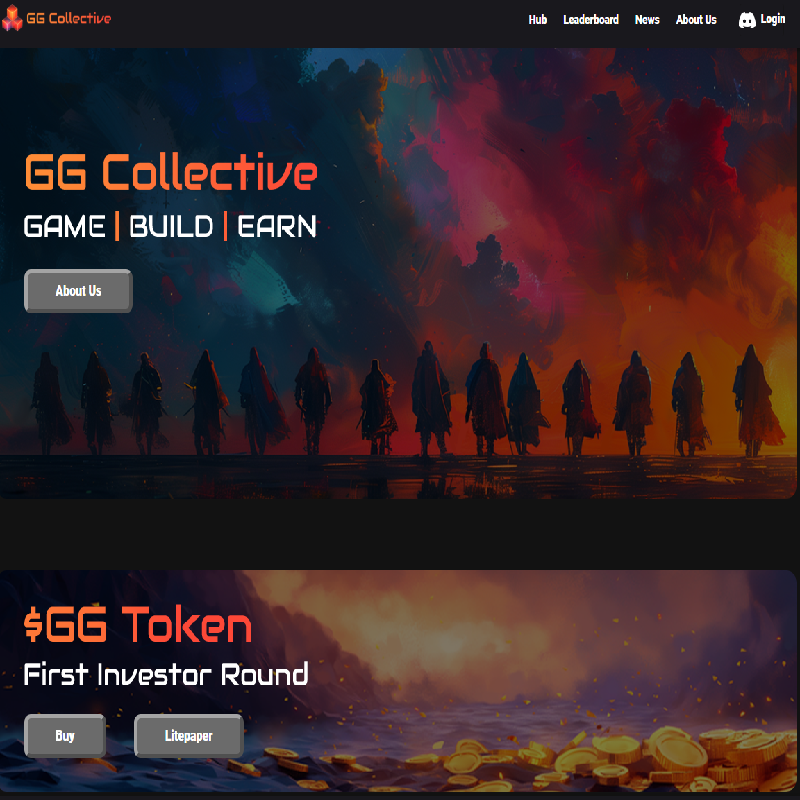 GG Collective
Hub Leaderboard News About Us Login
GG Collective
GAME | BUILD | EARN
About Us
$GG Token
First Investor Round
Buy Litepaper